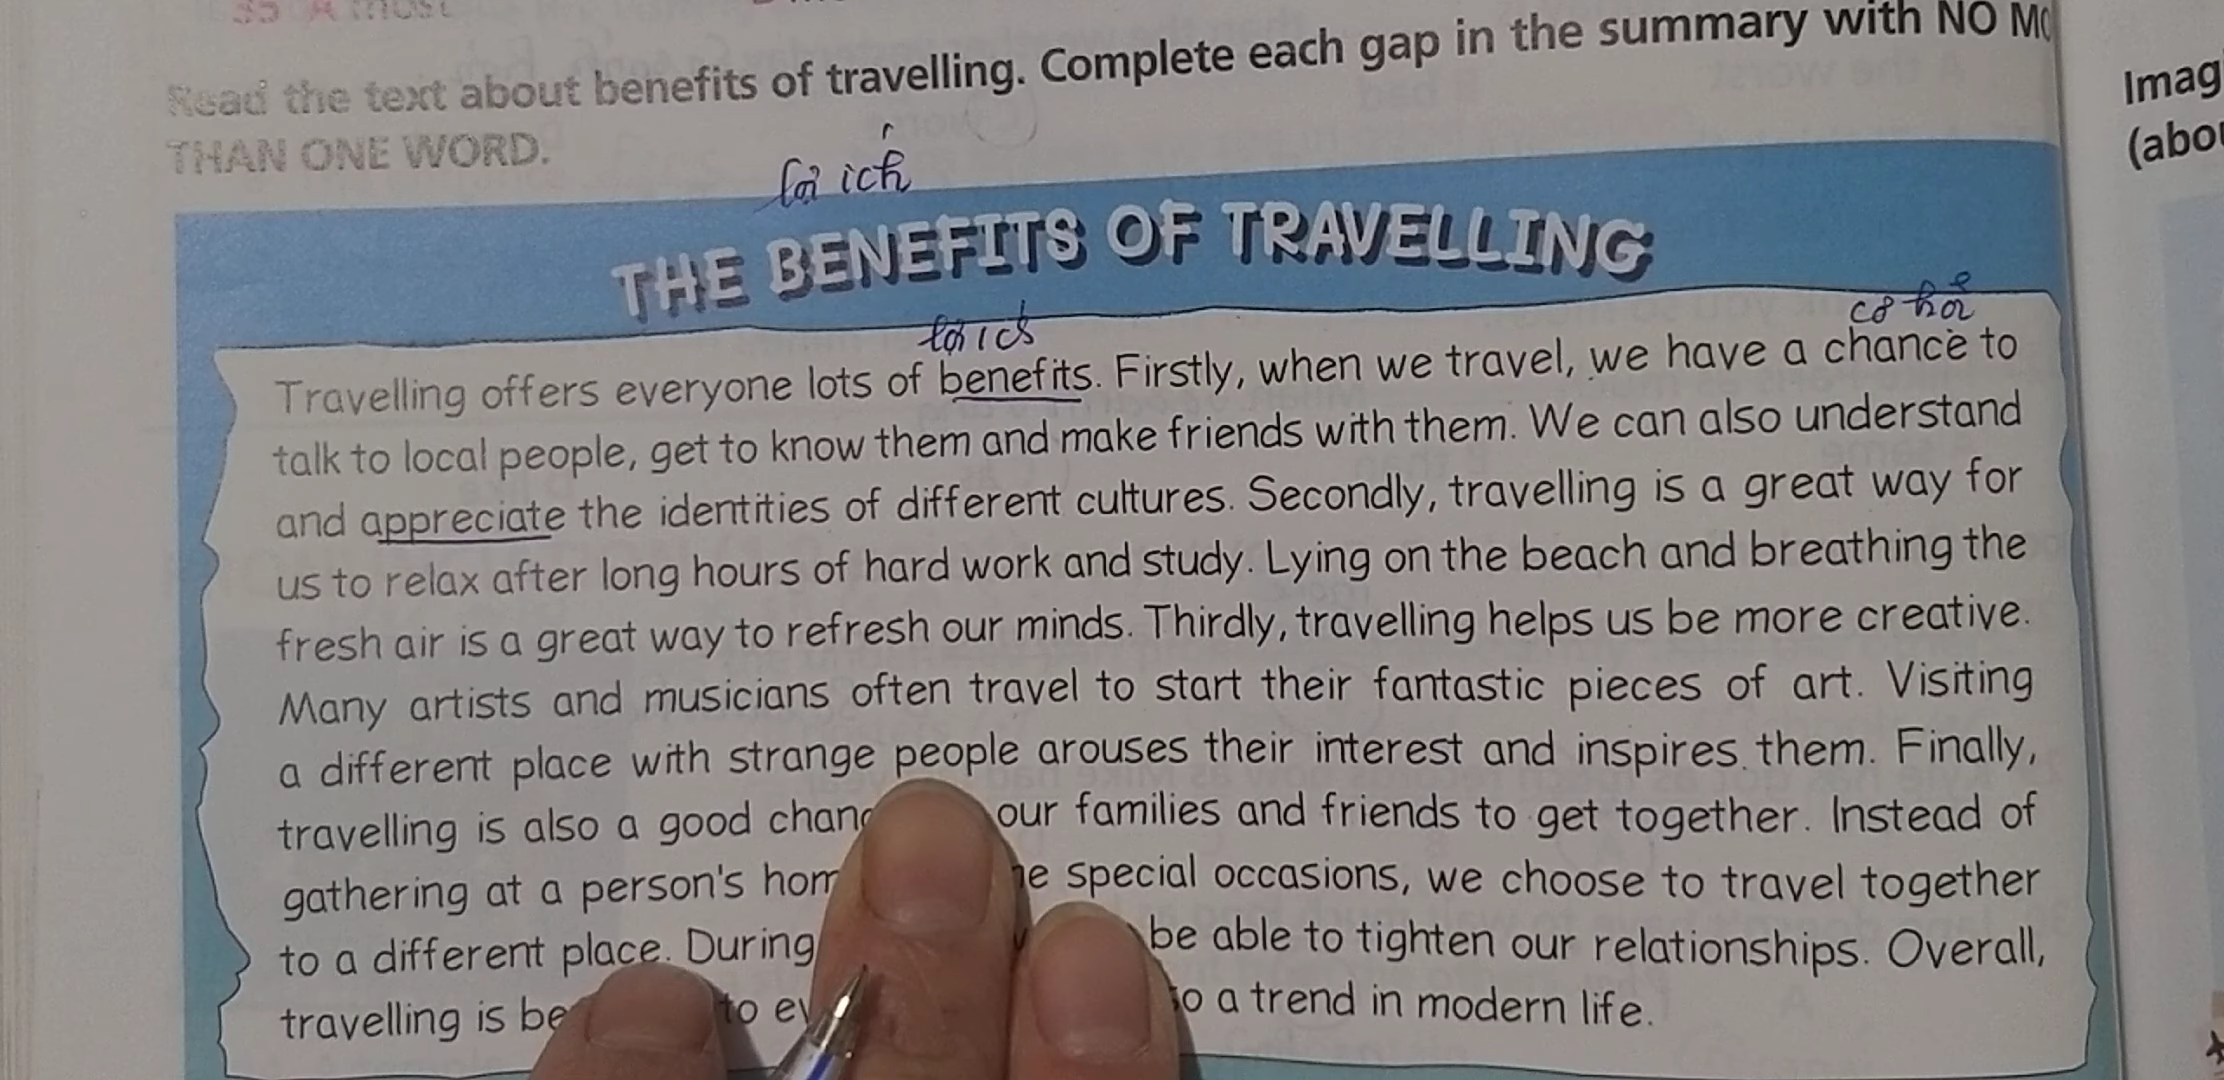 35 A most
Read the text about benefits of travelling. Complete each gap in the summary with NO
THAN ONE WORD.
Imag
(abo
lợi ích
THE BENEFITS OF TRAVELLING
lợi ích
cơ hội
Travelling offers everyone lots of benefits. Firstly, when we travel, we have a chance to
talk to local people, get to know them and make friends with them. We can also understand
and appreciate the identities of different cultures. Secondly, travelling is a great way for
us to relax after long hours of hard work and study. Lying on the beach and breathing the
fresh air is a great way to refresh our minds. Thirdly, travelling helps us be more creative.
Many artists and musicians often travel to start their fantastic pieces of art. Visiting
a different place with strange people arouses their interest and inspires them. Finally,
travelling is also a good chanc our families and friends to get together. Instead of
gathering at a person's hom special occasions, we choose to travel together
to a different place. During be able to tighten our relationships. Overall,
travelling is be to ev so a trend in modern life.